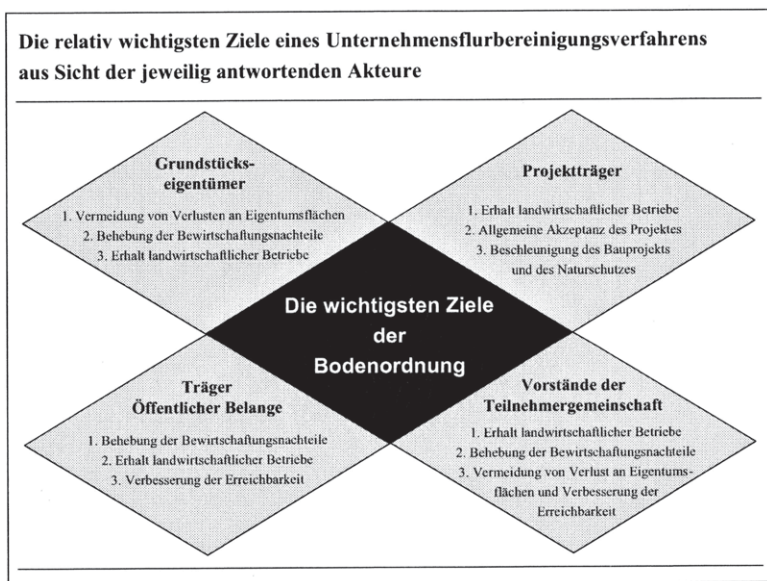 Die relativ wichtigsten Ziele eines Unternehmensflurbereinigungsverfahrens
aus Sicht der jeweilig antwortenden Akteure
Grundstücks-
eigentümer
1. Vermeidung von Verlusten an Eigentumsflächen
2. Behebung der Bewirtschaftungsnachteile
3. Erhalt landwirtschaftlicher Betriebe
Projektträger
1. Erhalt landwirtschaftlicher Betriebe
2. Allgemeine Akzeptanz des Projektes
3. Beschleunigung des Bauprojekts
und des Naturschutzes
Die wichtigsten Ziele
der
Bodenordnung
Träger
Öffentlicher Belange
1. Behebung der Bewirtschaftungsnachteile
2. Erhalt landwirtschaftlicher Betriebe
3. Verbesserung der Erreichbarkeit
Vorstände der
Teilnehmergemeinschaft
1. Erhalt landwirtschaftlicher Betriebe
2. Behebung der Bewirtschaftungsnachteile
3. Vermeidung von Verlust an Eigentums-
flächen und Verbesserung der
Erreichbarkeit